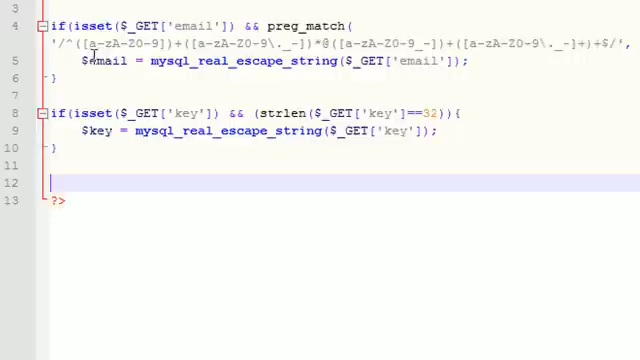 3
4 if(isset($_GET['email']) && preg_match(
'/^([a-zA-Z0-9])+([a-zA-Z0-9\._-])*@([a-zA-Z0-9_-])+([a-zA-Z0-9\._-]+)+$/',
5 $email = mysql_real_escape_string($_GET['email']);
6 }
7
8 if(isset($_GET['key']) && (strlen($_GET['key']==32)){
9 $key = mysql_real_escape_string($_GET['key']);
10 }
11
12
13 ?>